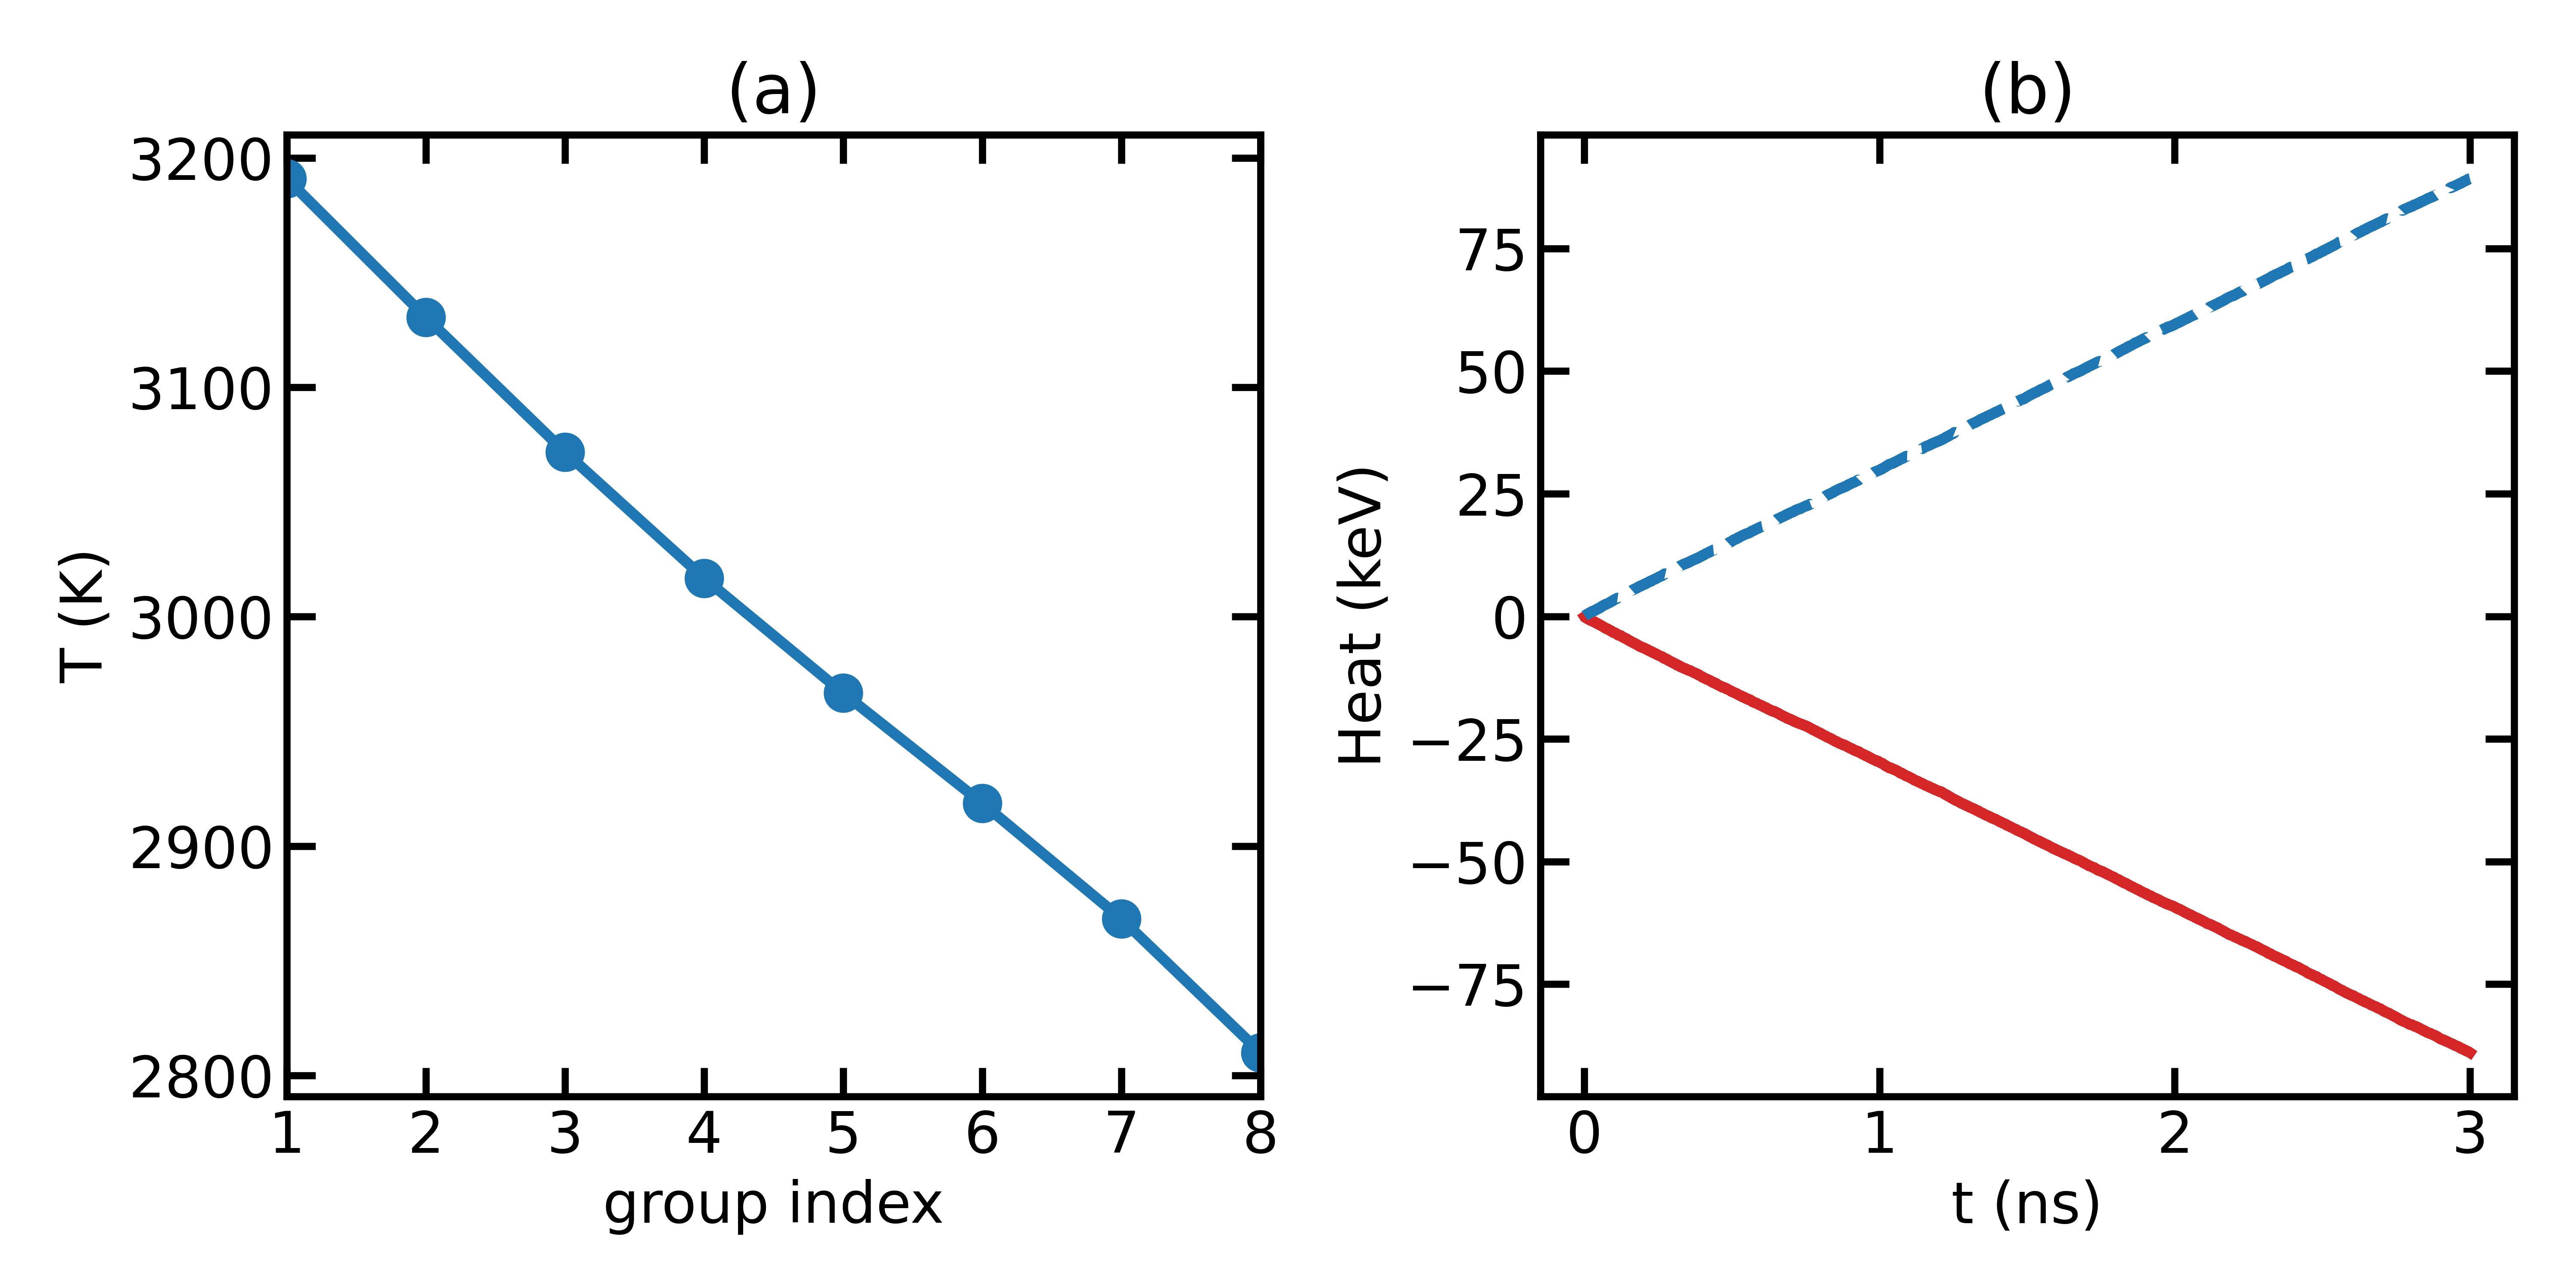 (a)
3200
3100
3000
2900
2800
T (K)
1 2 3 4 5 6 7 8
group index
(b)
75
50
25
0
−25
−50
−75
Heat (keV)
0 1 2 3
t (ns)